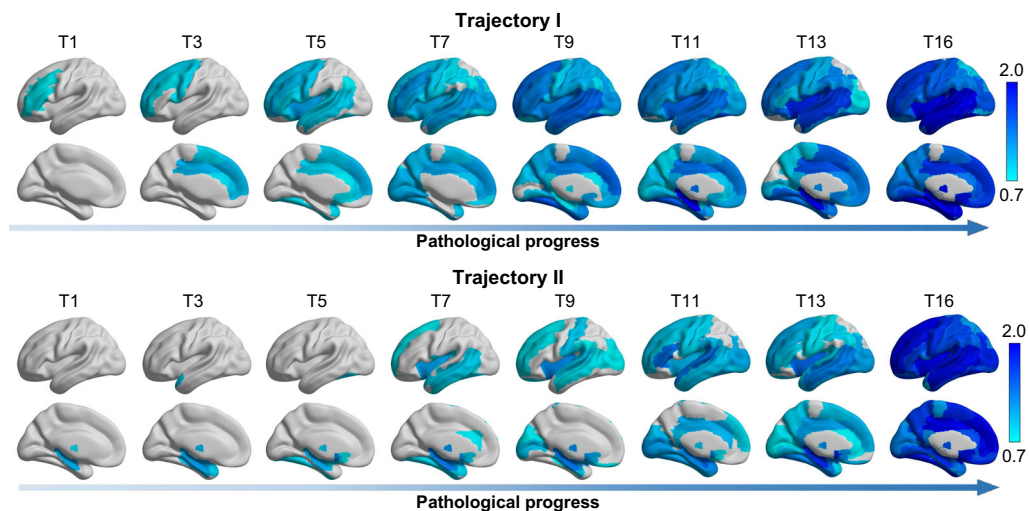 Trajectory I
T1 T3 T5 T7 T9 T11 T13 T16
2.0
0.7
Pathological progress
Trajectory II
T1 T3 T5 T7 T9 T11 T13 T16
2.0
0.7
Pathological progress